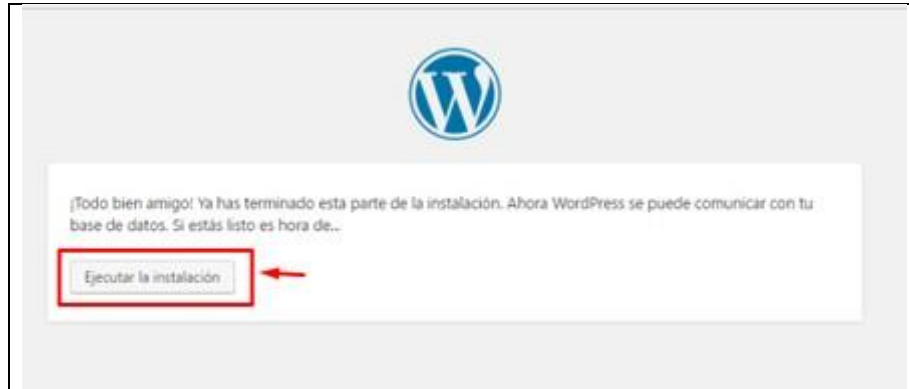 ¡Todo bien amigo! Ya has terminado esta parte de la instalación. Ahora WordPress se puede comunicar con tu
base de datos. Si estás listo es hora de...
Ejecutar la instalación